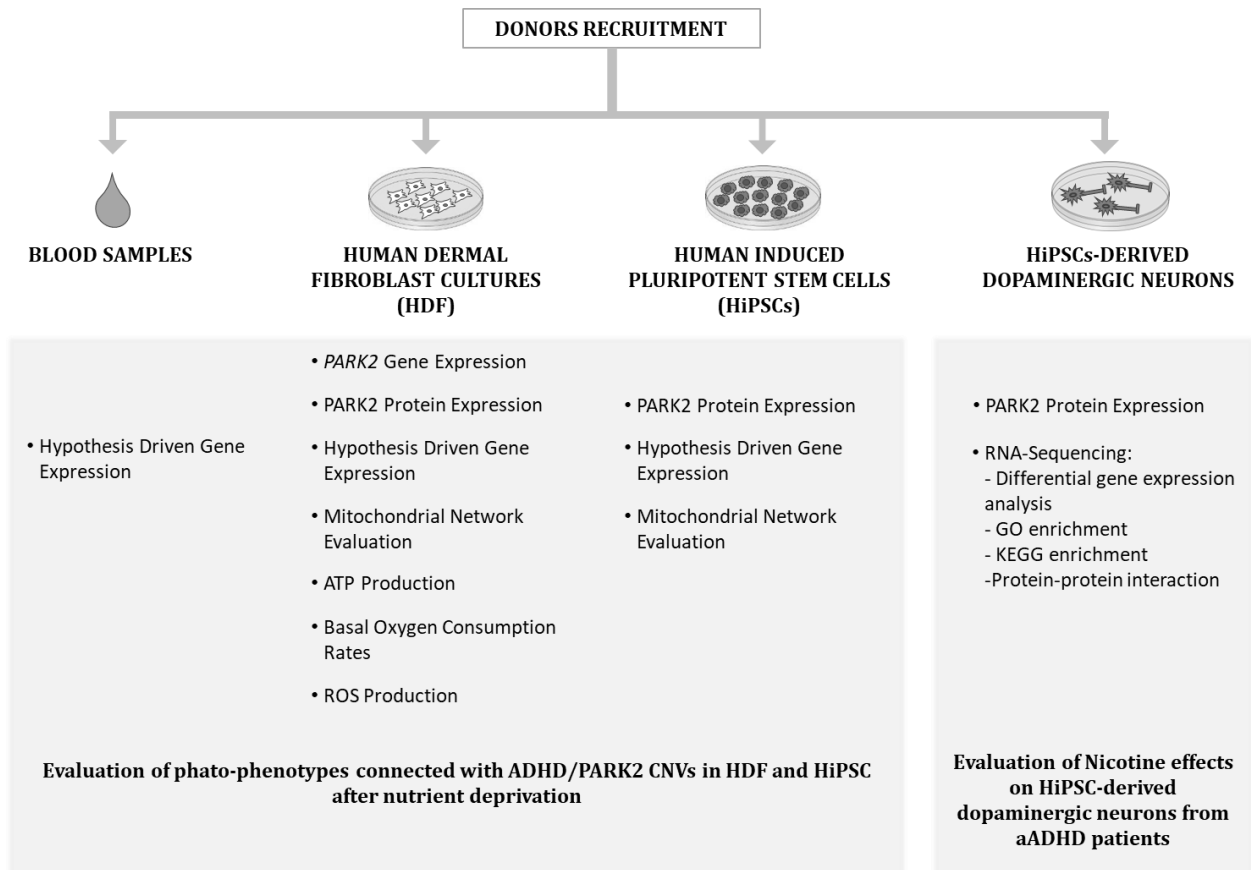 DONORS RECRUITMENT
BLOOD SAMPLES
HUMAN DERMAL
FIBROBLAST CULTURES
(HDF)
HUMAN INDUCED
PLURIPOTENT STEM CELLS
(HiPSCs)
HiPSCs-DERIVED
DOPAMINERGIC NEURONS
• Hypothesis Driven Gene
Expression
• PARK2 Gene Expression
• PARK2 Protein Expression
• Hypothesis Driven Gene
Expression
• Mitochondrial Network
Evaluation
• ATP Production
• Basal Oxygen Consumption
Rates
• ROS Production
• PARK2 Protein Expression
• Hypothesis Driven Gene
Expression
• Mitochondrial Network
Evaluation
• PARK2 Protein Expression
• RNA-Sequencing:
- Differential gene expression
analysis
- GO enrichment
- KEGG enrichment
-Protein-protein interaction
Evaluation of phato-phenotypes connected with ADHD/PARK2 CNVs in HDF and HiPSC
after nutrient deprivation
Evaluation of Nicotine effects
on HiPSC-derived
dopaminergic neurons from
aADHD patients